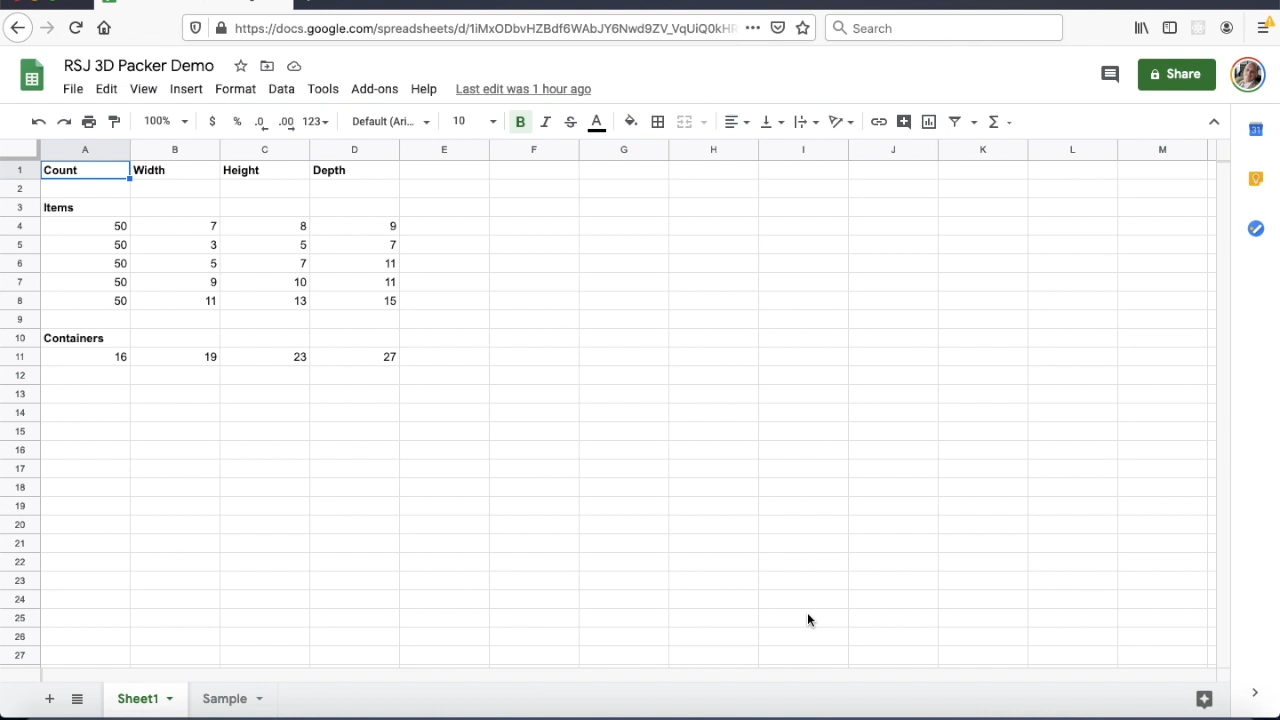 https://docs.google.com/spreadsheets/d/1iMxODbvHZBdf6WAbJY6Nwd9ZV_VqUiQ0kHR
Search
RSJ 3D Packer Demo
Share
File Edit View Insert Format Data Tools Add-ons Help Last edit was 1 hour ago
100% $ % .0 .00 123 Default (Ari... 10 B I S A
31
A B C D E F G H I J K L M
1 Count Width Height Depth
2
3 Items
4 50 7 8 9
5 50 3 5 7
6 50 5 7 11
7 50 9 10 11
8 50 11 13 15
9
10 Containers
11 16 19 23 27
12
13
14
15
16
17
18
19
20
21
22
23
24
25
26
27
Sheet1 Sample